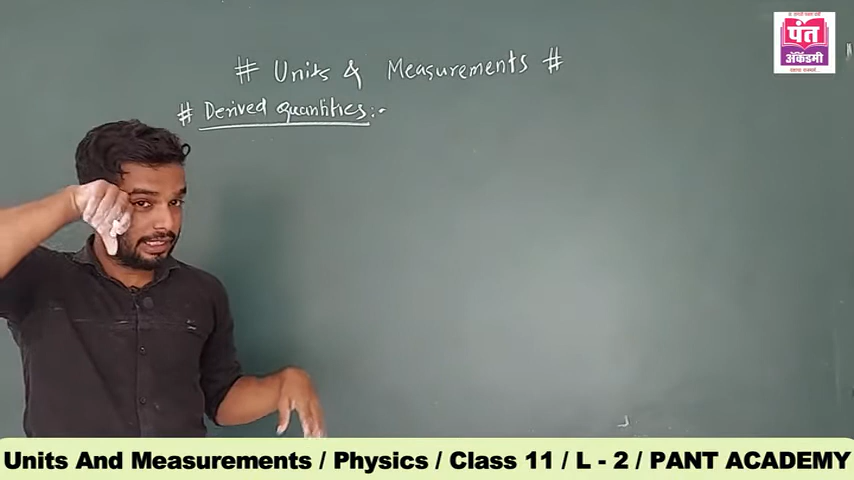 # Units & Measurements #
# Derived quantities :-
पंत
अ‍ॅकॅडमी
Units And Measurements / Physics / Class 11 / L - 2 / PANT ACADEMY